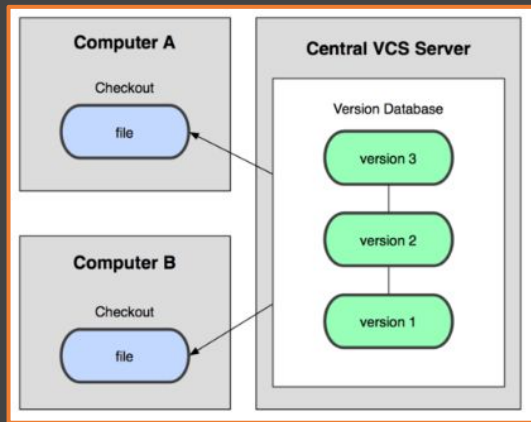 Computer A
Checkout
file
Computer B
Checkout
file
Central VCS Server
Version Database
version 3
version 2
version 1